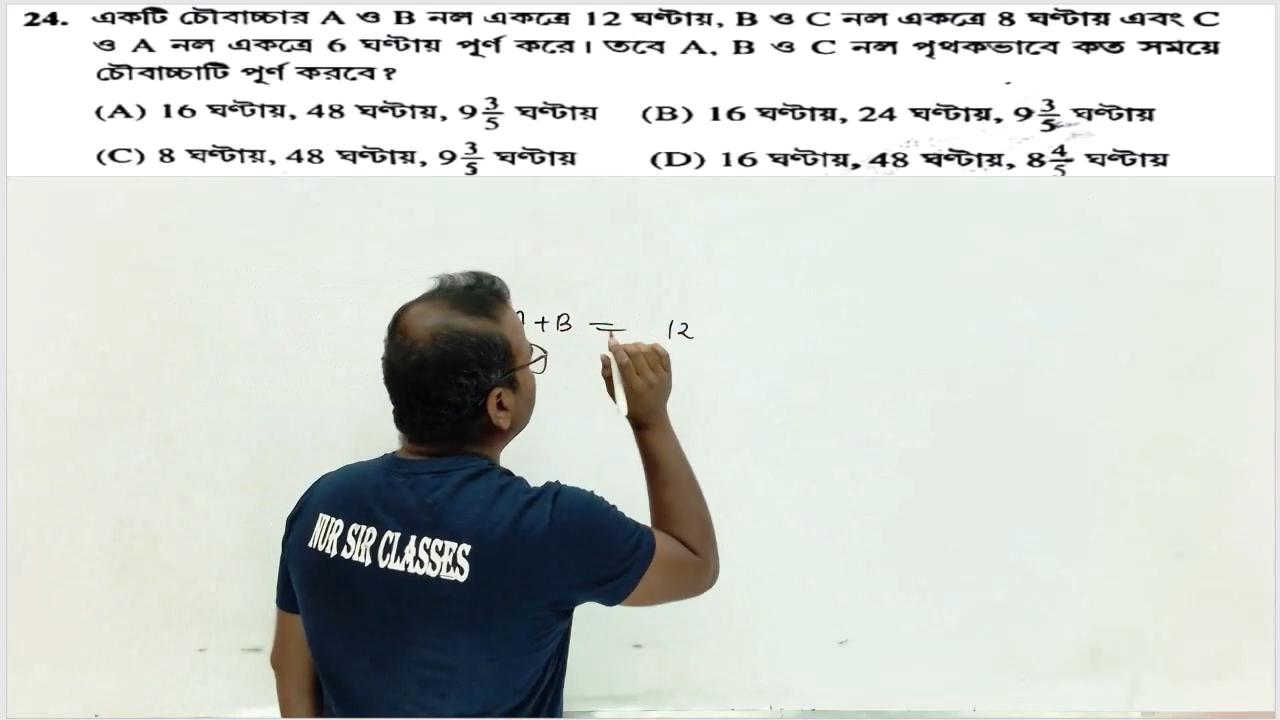 24. একটি চৌবাচ্চার A ও B নল একত্রে 12 ঘণ্টায়, B ও C নল একত্রে 8 ঘণ্টায় এবং C
ও A নল একত্রে 6 ঘণ্টায় পূর্ণ করে। তবে A, B ও C নল পৃথকভাবে কত সময়ে
চৌবাচ্চাটি পূর্ণ করবে?
(A) 16 ঘণ্টায়, 48 ঘণ্টায়, 9 3/5 ঘণ্টায় (B) 16 ঘণ্টায়, 24 ঘণ্টায়, 9 3/5 ঘণ্টায়
(C) 8 ঘণ্টায়, 48 ঘণ্টায়, 9 3/5 ঘণ্টায় (D) 16 ঘণ্টায়, 48 ঘণ্টায়, 8 4/5 ঘণ্টায়
+ B = 12
NUR SIR CLASSES